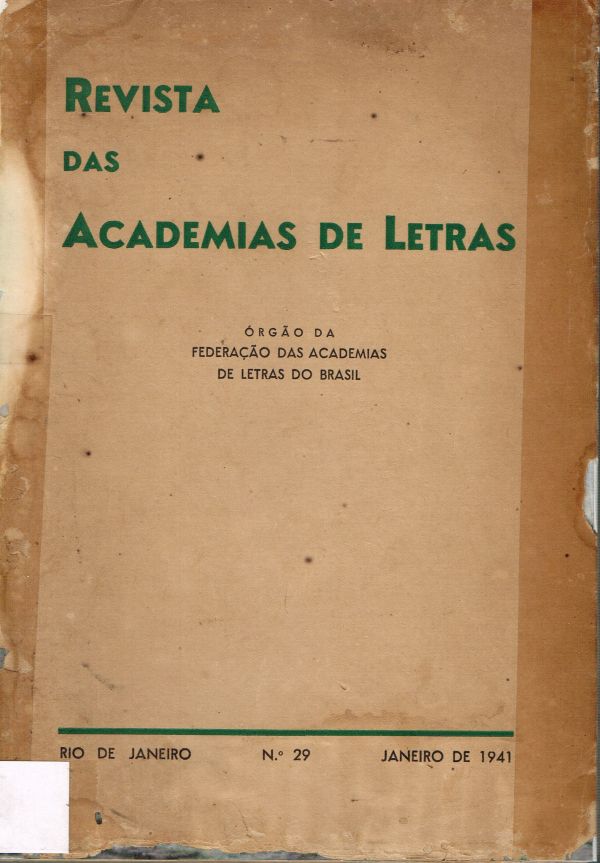 REVISTA
DAS
ACADEMIAS DE LETRAS
ÓRGÃO DA
FEDERAÇÃO DAS ACADEMIAS
DE LETRAS DO BRASIL
RIO DE JANEIRO N.º 29 JANEIRO DE 1941